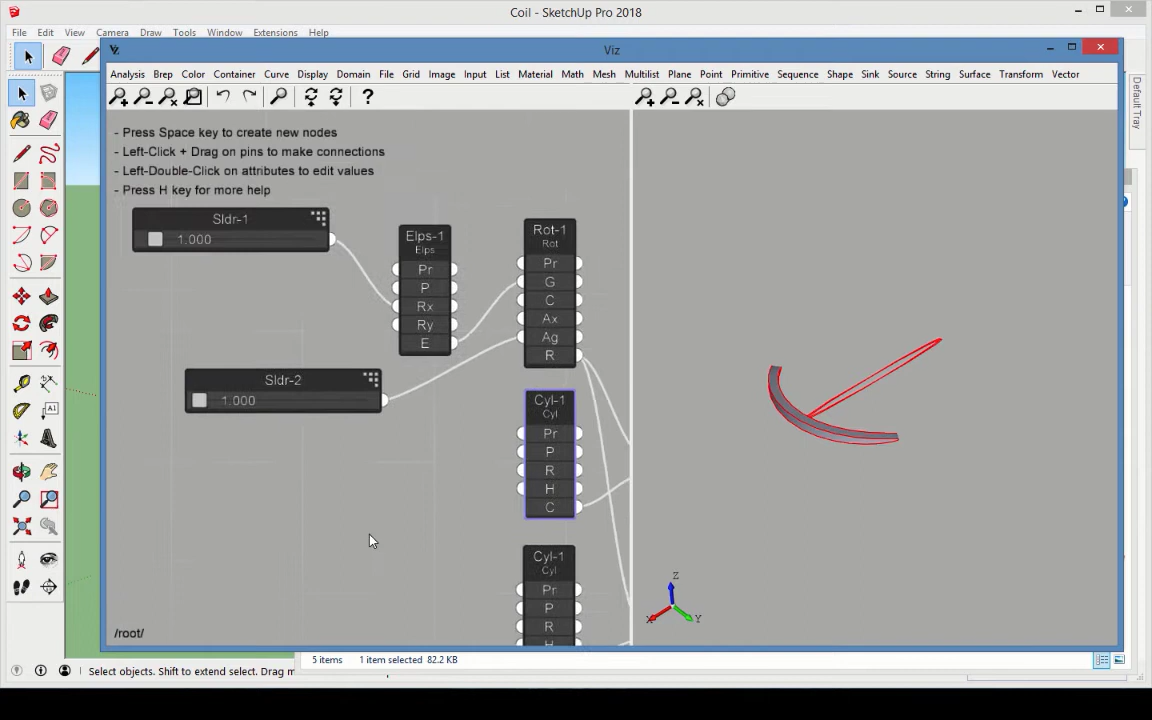 Coil - SketchUp Pro 2018
File Edit View Camera Draw Tools Window Extensions Help
Viz
Analysis Brep Color Container Curve Display Domain File Grid Image Input List Material Math Mesh Multilist Plane Point Primitive Sequence Shape Sink Source String Surface Transform Vector
Default Tray
- Press Space key to create new nodes
- Left-Click + Drag on pins to make connections
- Left-Double-Click on attributes to edit values
- Press H key for more help
Sldr-1
1.000
Elps-1
Elps
Pr
P
Rx
Ry
E
Rot-1
Rot
Pr
G
C
Ax
Ag
R
Sldr-2
1.000
Cyl-1
Cyl
Pr
P
R
H
C
Cyl-1
Cyl
Pr
P
R
H
Z
X
Y
/root/
5 items 1 item selected 82.2 KB
Select objects. Shift to extend select. Drag m